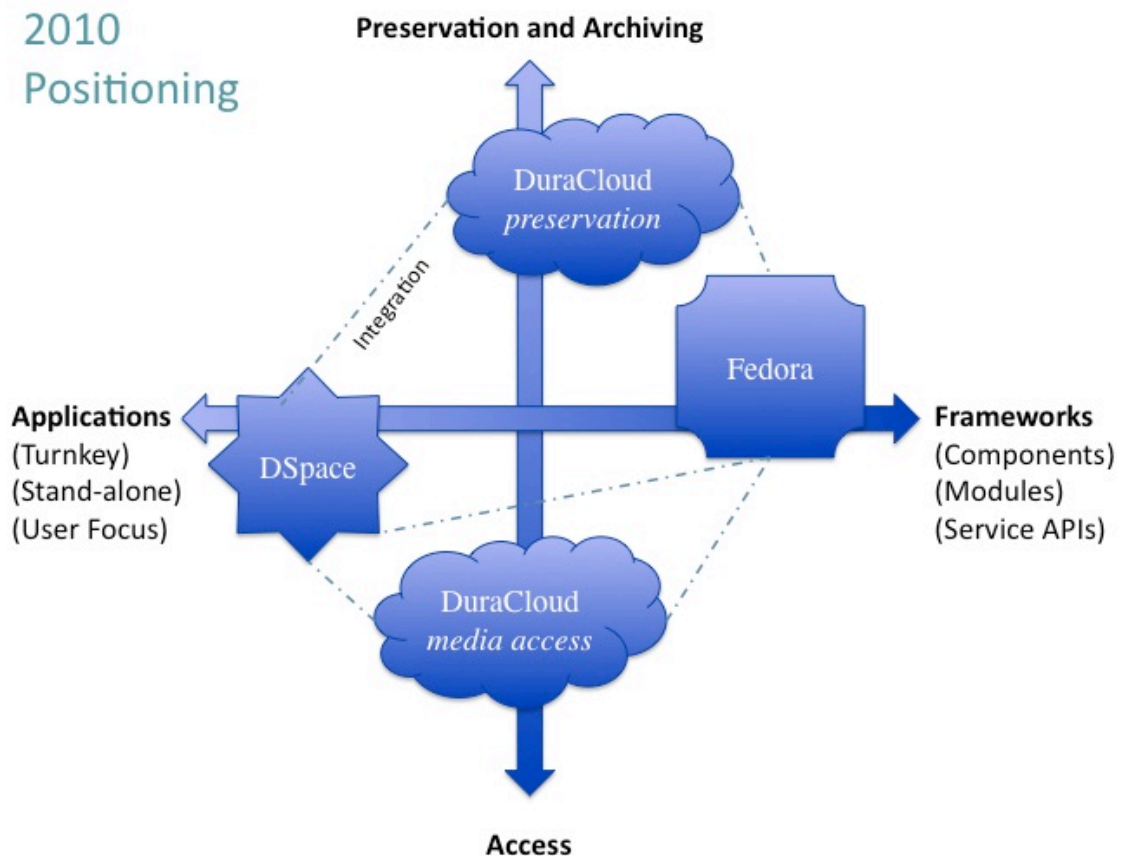 2010
Positioning
Preservation and Archiving
DuraCloud
preservation
Integration
Fedora
Applications
(Turnkey)
(Stand-alone)
(User Focus)
DSpace
Frameworks
(Components)
(Modules)
(Service APIs)
DuraCloud
media access
Access